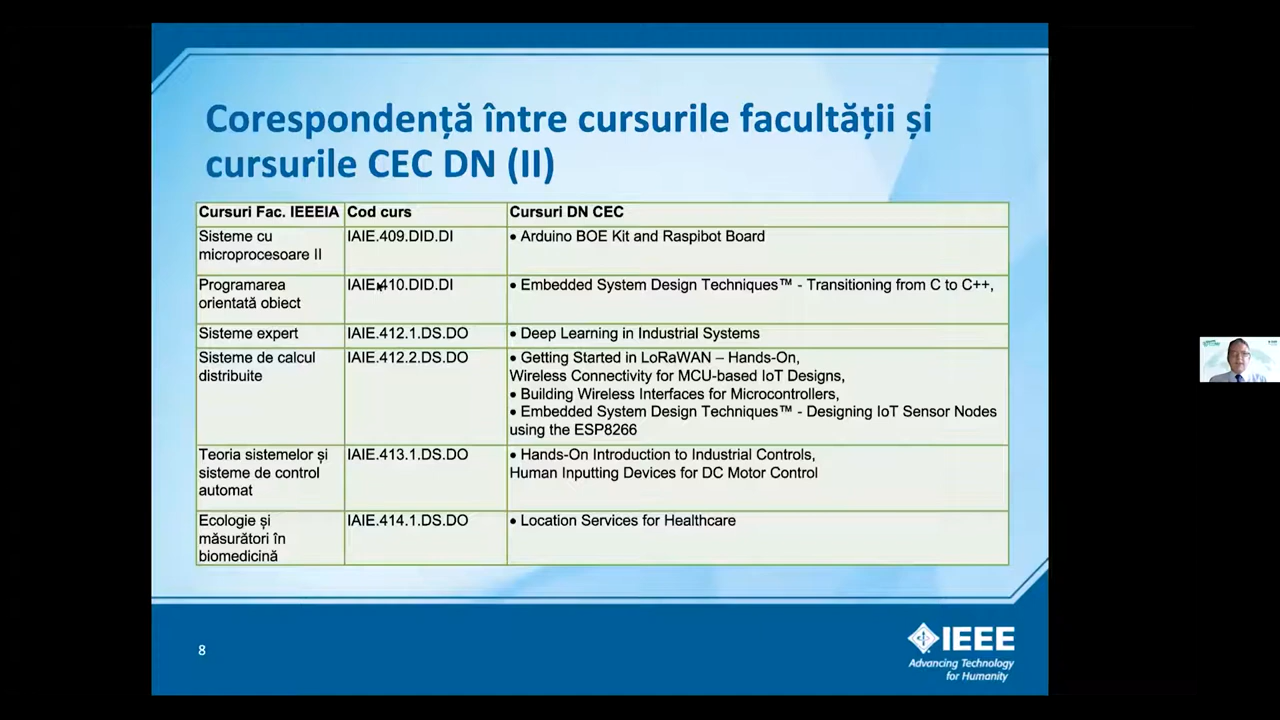 Corespondență între cursurile facultății și
cursurile CEC DN (II)
Cursuri Fac. IEEEIA Cod curs Cursuri DN CEC
Sisteme cu
microprocesoare II
IAIE.409.DID.DI
• Arduino BOE Kit and Raspibot Board
Programarea
orientată obiect
IAIE.410.DID.DI
• Embedded System Design Techniques™ - Transitioning from C to C++,
Sisteme expert
IAIE.412.1.DS.DO
• Deep Learning in Industrial Systems
Sisteme de calcul
distribuite
IAIE.412.2.DS.DO
• Getting Started in LoRaWAN – Hands-On,
Wireless Connectivity for MCU-based IoT Designs,
• Building Wireless Interfaces for Microcontrollers,
• Embedded System Design Techniques™ - Designing IoT Sensor Nodes
using the ESP8266
Teoria sistemelor și
sisteme de control
automat
IAIE.413.1.DS.DO
• Hands-On Introduction to Industrial Controls,
Human Inputting Devices for DC Motor Control
Ecologie și
măsurători în
biomedicină
IAIE.414.1.DS.DO
• Location Services for Healthcare
8
IEEE
Advancing Technology
for Humanity